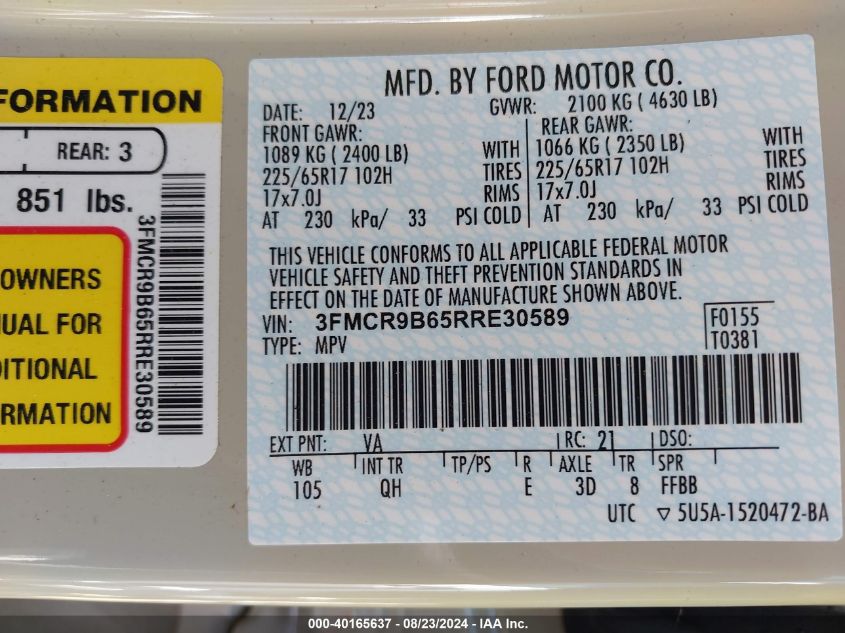 FORMATION
REAR: 3
851 lbs.
3FMCR9B65RRE30589
OWNERS
UAL FOR
DITIONAL
RMATION
MFD. BY FORD MOTOR CO.
DATE: 12/23 GVWR: 2100 KG ( 4630 LB)
FRONT GAWR: REAR GAWR:
1089 KG ( 2400 LB) WITH 1066 KG ( 2350 LB) WITH
225/65R17 102H TIRES 225/65R17 102H TIRES
17x7.0J RIMS 17x7.0J RIMS
AT 230 kPa/ 33 PSI COLD AT 230 kPa/ 33 PSI COLD
THIS VEHICLE CONFORMS TO ALL APPLICABLE FEDERAL MOTOR
VEHICLE SAFETY AND THEFT PREVENTION STANDARDS IN
EFFECT ON THE DATE OF MANUFACTURE SHOWN ABOVE.
VIN: 3FMCR9B65RRE30589 F0155
TYPE: MPV T0381
EXT PNT: VA RC: 21 DSO:
WB INT TR TP/PS R AXLE TR SPR
105 QH E 3D 8 FFBB
UTC ▽ 5U5A-1520472-BA
000-40165637 - 08/23/2024 - IAA Inc.